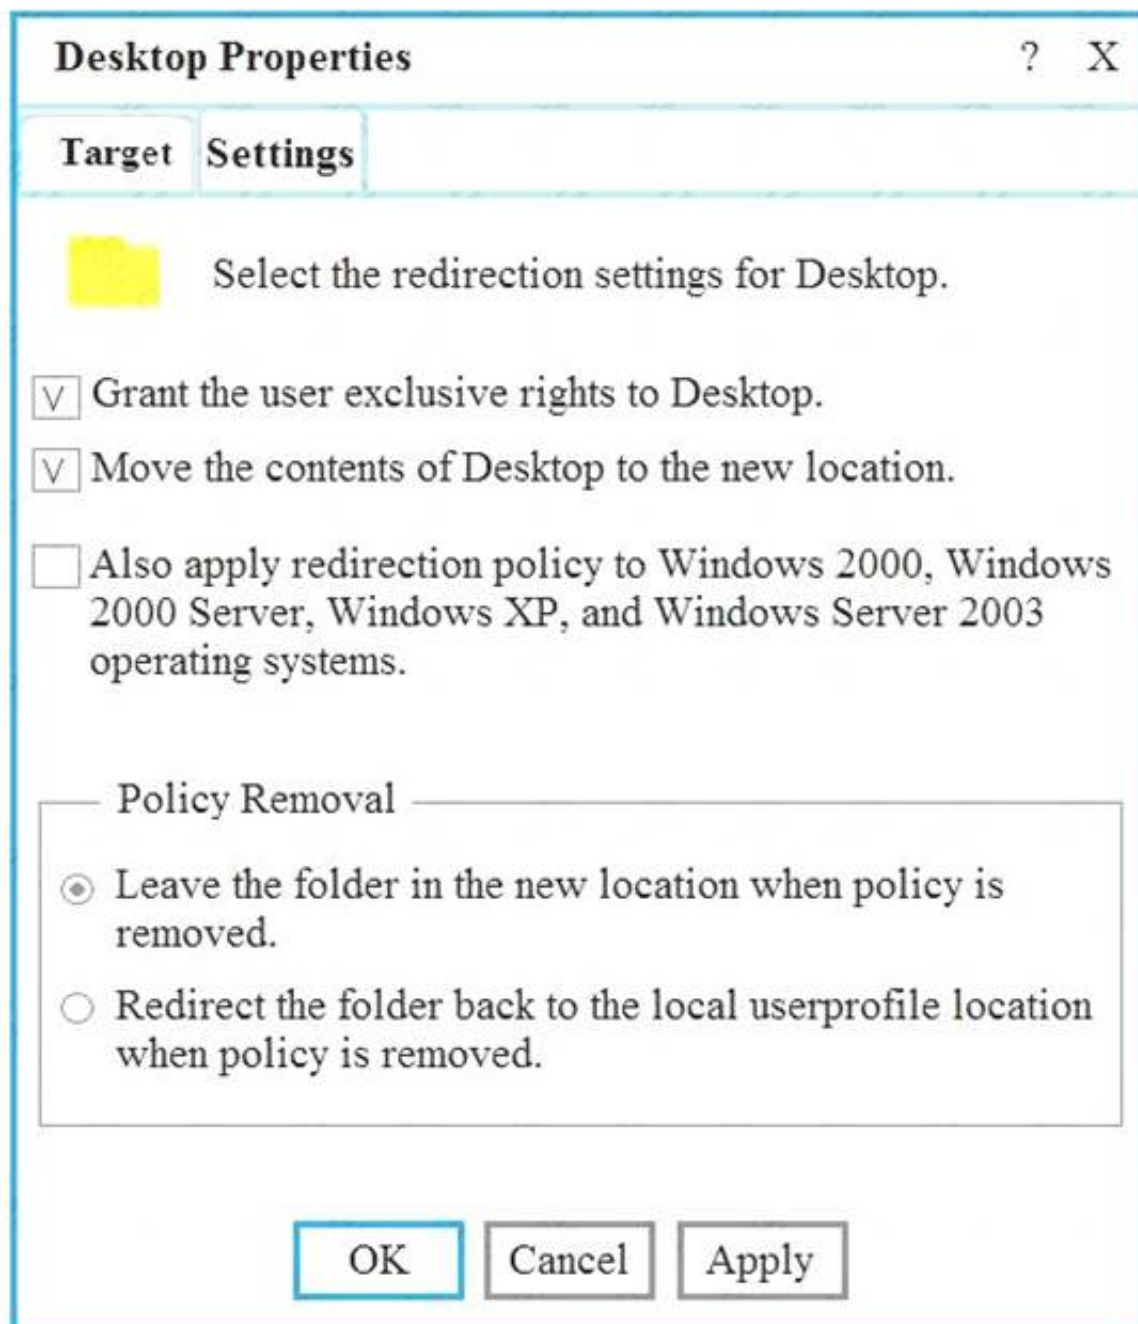 Desktop Properties ? X
Target Settings
Select the redirection settings for Desktop.
V Grant the user exclusive rights to Desktop.
V Move the contents of Desktop to the new location.
Also apply redirection policy to Windows 2000, Windows
2000 Server, Windows XP, and Windows Server 2003
operating systems.
Policy Removal
Leave the folder in the new location when policy is
removed.
Redirect the folder back to the local userprofile location
when policy is removed.
OK Cancel Apply